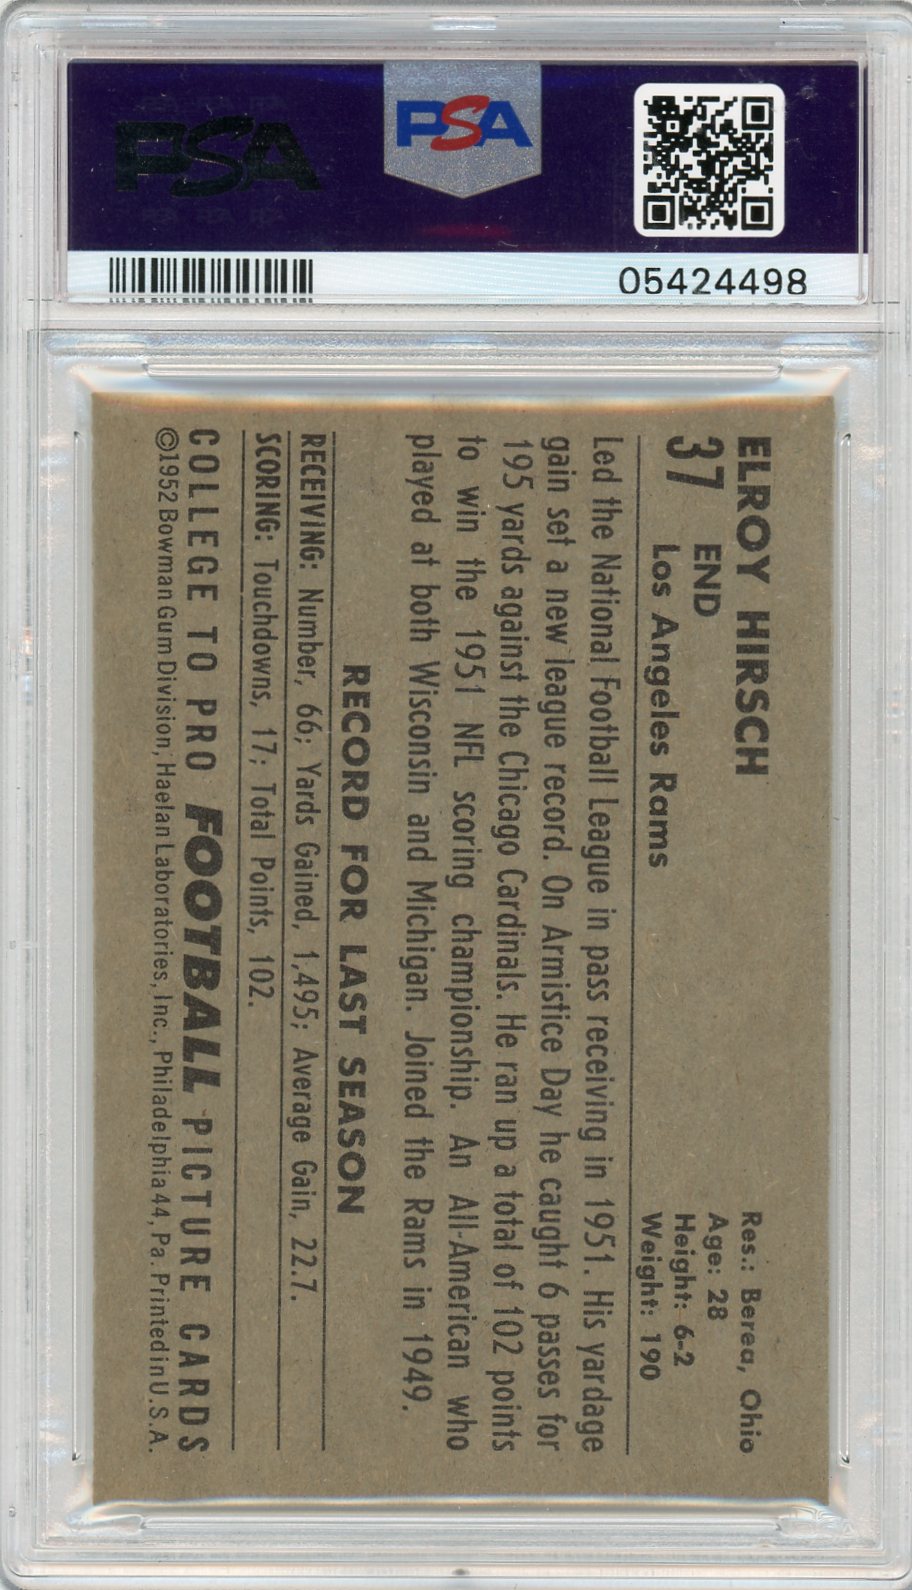 PSA
PSA
05424498
ELROY HIRSCH
37 END
Los Angeles Rams
Res.: Berea, Ohio
Age: 28
Height: 6-2
Weight: 190
Led the National Football League in pass receiving in 1951. His yardage
gain set a new league record. On Armistice Day he caught 6 passes for
195 yards against the Chicago Cardinals. He ran up a total of 102 points
to win the 1951 NFL scoring championship. An All-American who
played at both Wisconsin and Michigan. Joined the Rams in 1949.
RECORD FOR LAST SEASON
RECEIVING: Number, 66; Yards Gained, 1,495; Average Gain, 22.7.
SCORING: Touchdowns, 17; Total Points, 102.
COLLEGE TO PRO FOOTBALL PICTURE CARDS
©1952 Bowman Gum Division, Haelan Laboratories, Inc., Philadelphia 44, Pa. Printed in U.S.A.